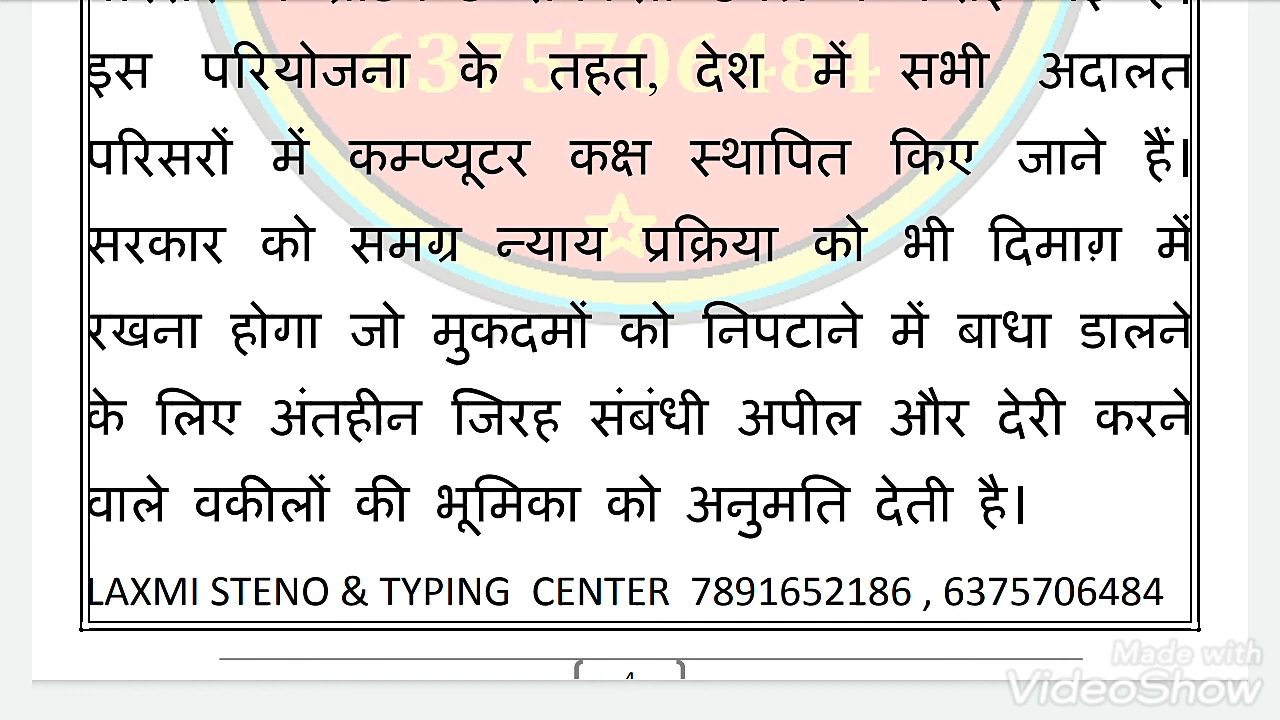 इस परियोजना के तहत, देश में सभी अदालत
परिसरों में कम्प्यूटर कक्ष स्थापित किए जाने हैं।
सरकार को समग्र न्याय प्रक्रिया को भी दिमाग़ में
रखना होगा जो मुकदमों को निपटाने में बाधा डालने
के लिए अंतहीन जिरह संबंधी अपील और देरी करने
वाले वकीलों की भूमिका को अनुमति देती है।
LAXMI STENO & TYPING CENTER 7891652186 , 6375706484
6375706484
Made with
VideoShow